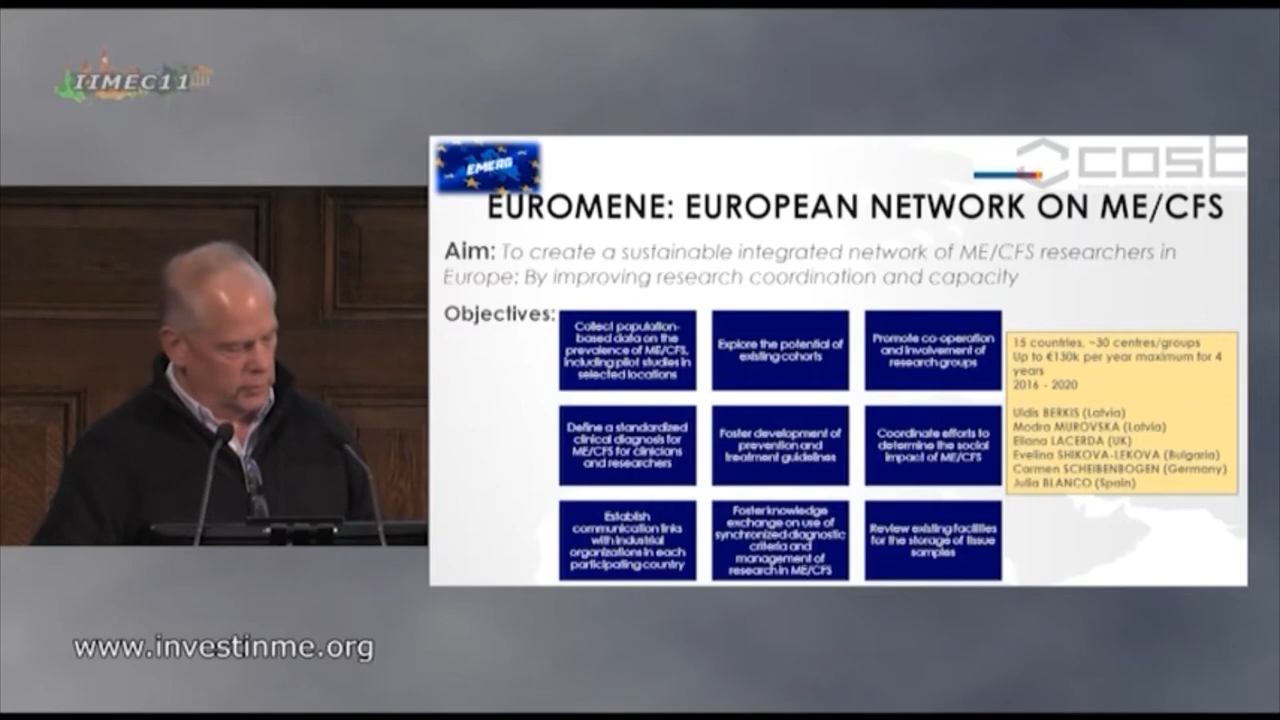 IIMEC11
EMERG
cost
EUROMENE: EUROPEAN NETWORK ON ME/CFS
Aim: To create a sustainable integrated network of ME/CFS researchers in
Europe: By improving research coordination and capacity
Objectives:
Collect population-
based data on the
prevalence of ME/CFS,
including pilot studies in
selected locations
Explore the potential of
existing cohorts
Promote co-operation
and involvement of
research groups
15 countries, ~30 centres/groups
Up to €130k per year maximum for 4
years
2016 - 2020
Uldis BERKIS (Latvia)
Modra MUROVSKA (Latvia)
Eliana LACERDA (UK)
Evelina SHIKOVA-LEKOVA (Bulgaria)
Carmen SCHEIBENBOGEN (Germany)
Julia BLANCO (Spain)
Define a standardized
clinical diagnosis for
ME/CFS for clinicians
and researchers
Foster development of
prevention and
treatment guidelines
Coordinate efforts to
determine the social
impact of ME/CFS
Establish
communication links
with industrial
organizations in each
participating country
Foster knowledge
exchange on use of
synchronized diagnostic
criteria and
management of
research in ME/CFS
Review existing facilities
for the storage of tissue
samples
www.investinme.org